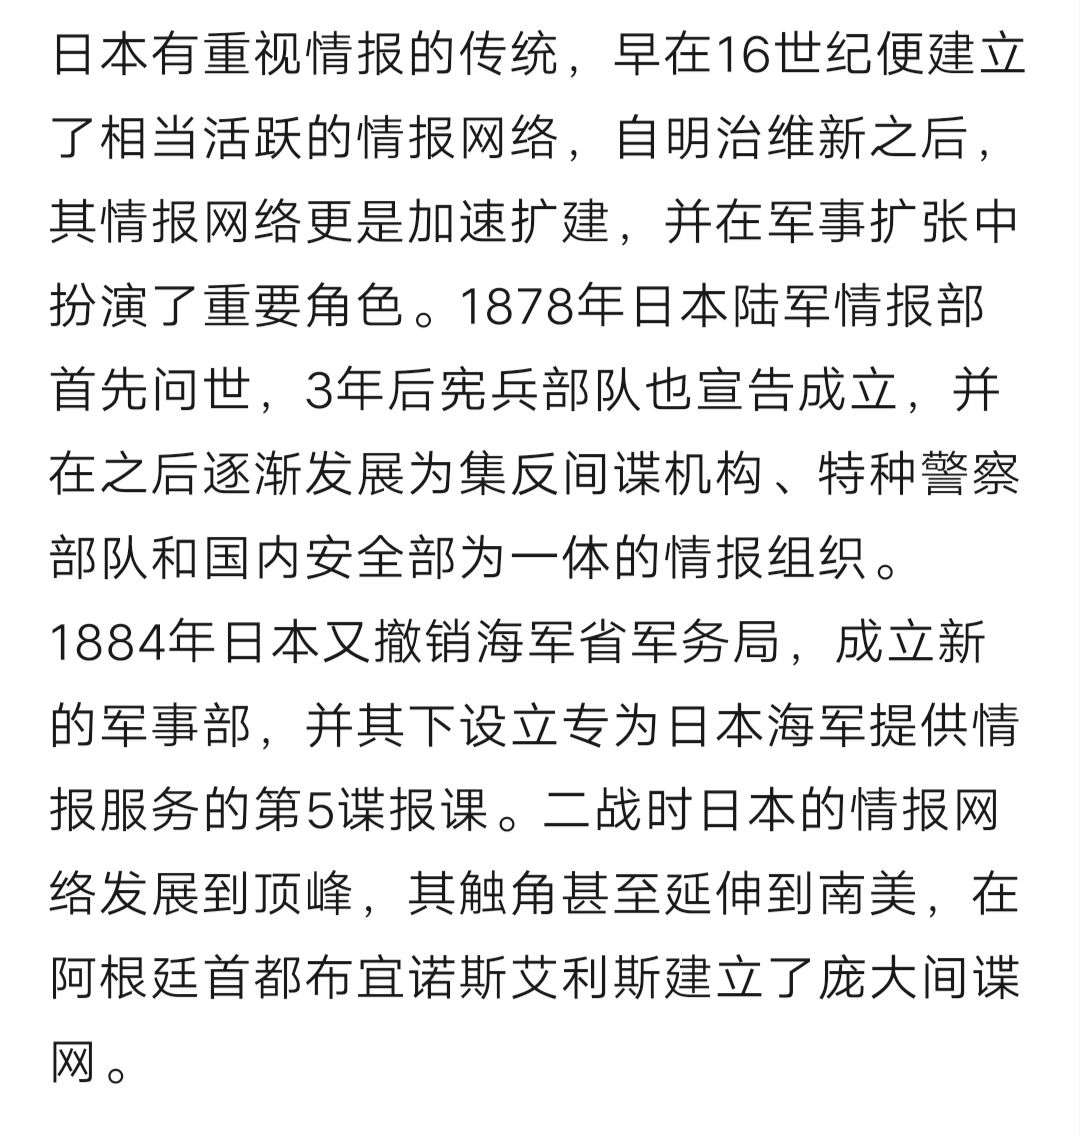 日本有重视情报的传统，早在16世纪便建立
了相当活跃的情报网络，自明治维新之后，
其情报网络更是加速扩建，并在军事扩张中
扮演了重要角色。1878年日本陆军情报部
首先问世，3年后宪兵部队也宣告成立，并
在之后逐渐发展为集反间谍机构、特种警察
部队和国内安全部为一体的情报组织。
1884年日本又撤销海军省军务局，成立新
的军事部，并其下设立专为日本海军提供情
报服务的第5谍报课。二战时日本的情报网
络发展到顶峰，其触角甚至延伸到南美，在
阿根廷首都布宜诺斯艾利斯建立了庞大间谍
网。